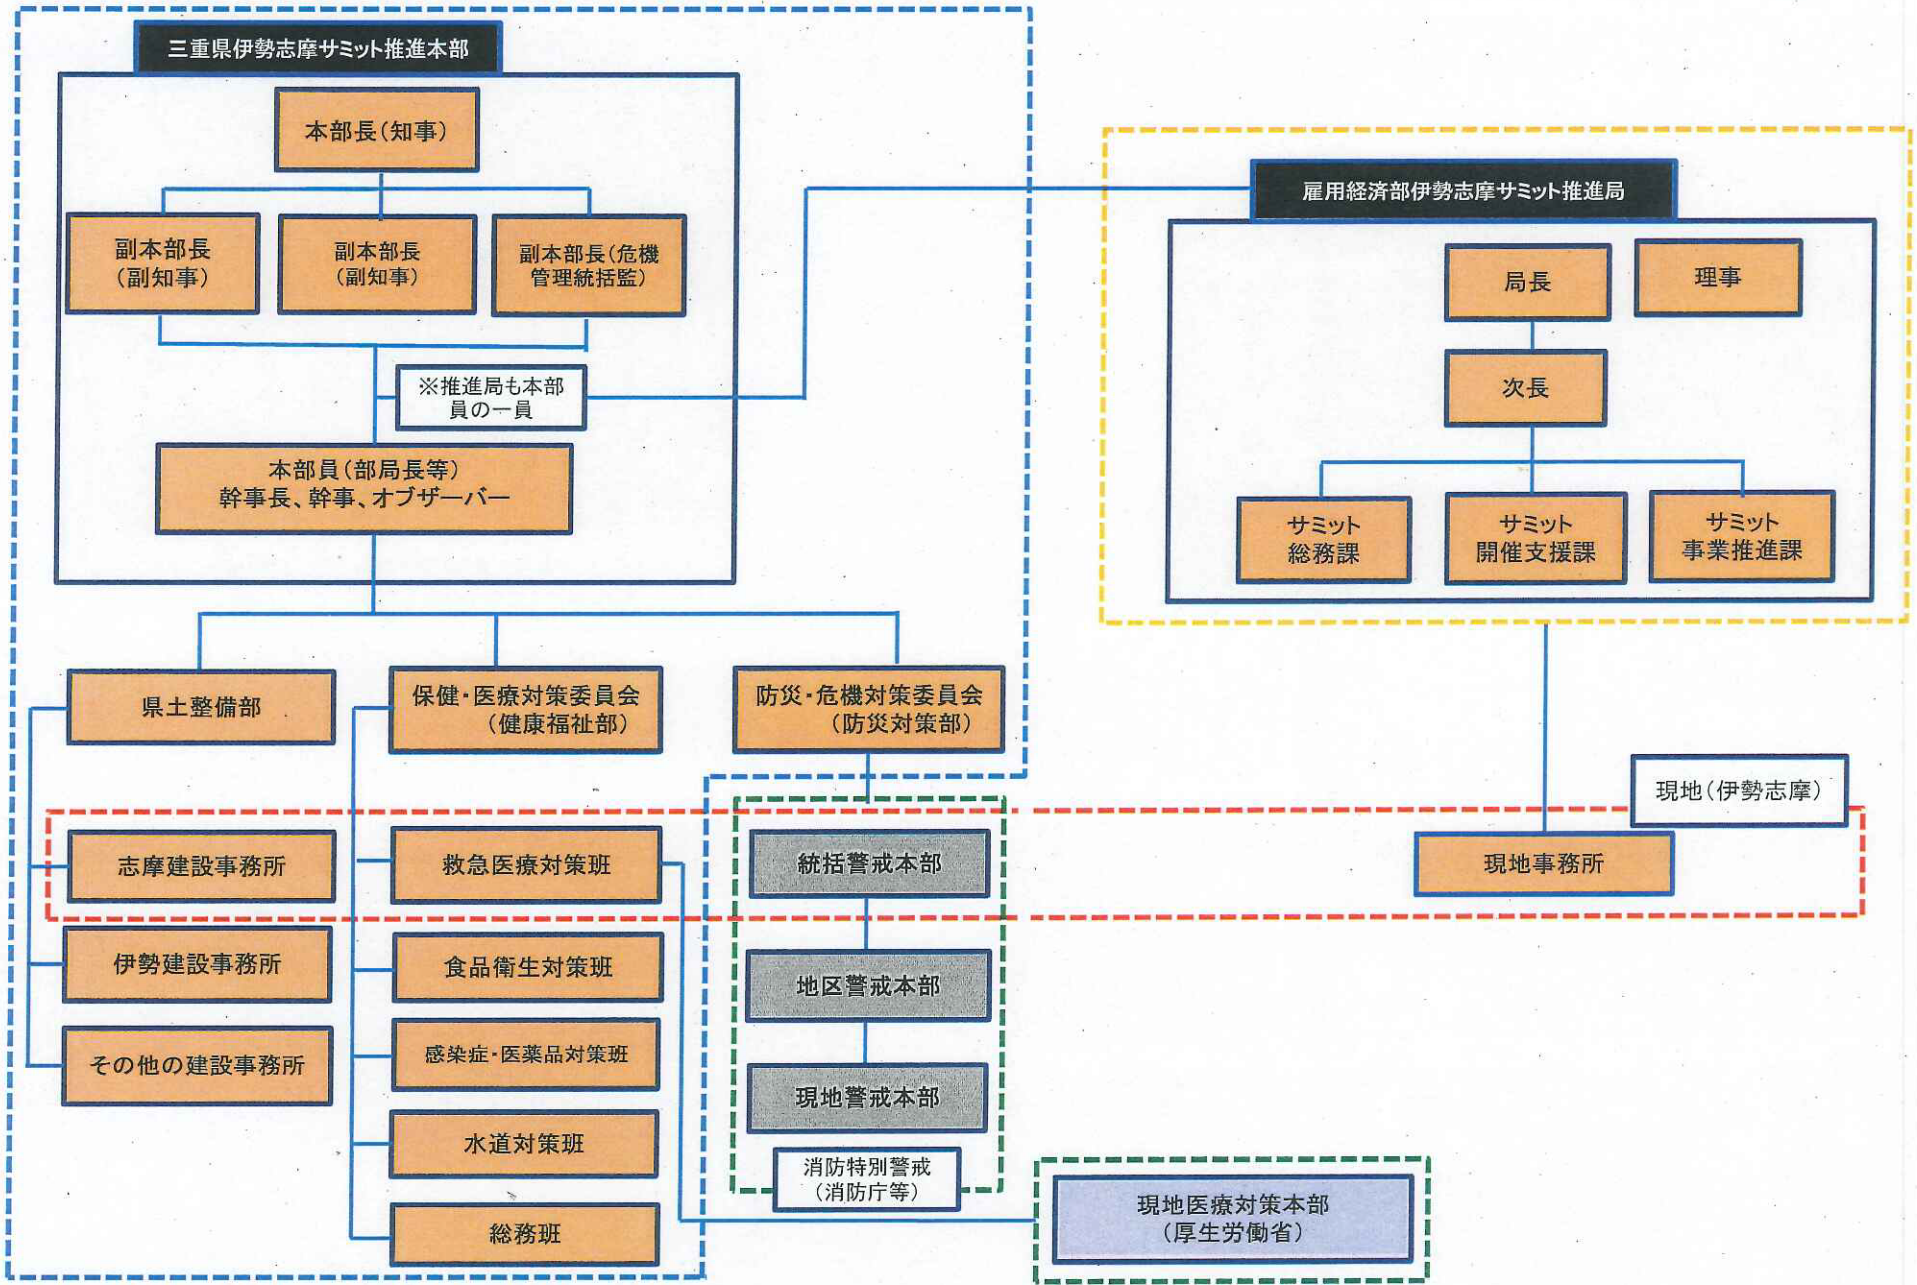 三重県伊勢志摩サミット推進本部
本部長(知事)
副本部長
(副知事)
副本部長
(副知事)
副本部長(危機
管理統括監)
※推進局も本部
員の一員
本部員(部局長等)
幹事長、幹事、オブザーバー
雇用経済部伊勢志摩サミット推進局
局長
理事
次長
サミット
総務課
サミット
開催支援課
サミット
事業推進課
県土整備部
保健・医療対策委員会
(健康福祉部)
防災・危機対策委員会
(防災対策部)
現地(伊勢志摩)
志摩建設事務所
救急医療対策班
統括警戒本部
現地事務所
伊勢建設事務所
食品衛生対策班
地区警戒本部
その他の建設事務所
感染症・医薬品対策班
現地警戒本部
水道対策班
消防特別警戒
(消防庁等)
総務班
現地医療対策本部
(厚生労働省)